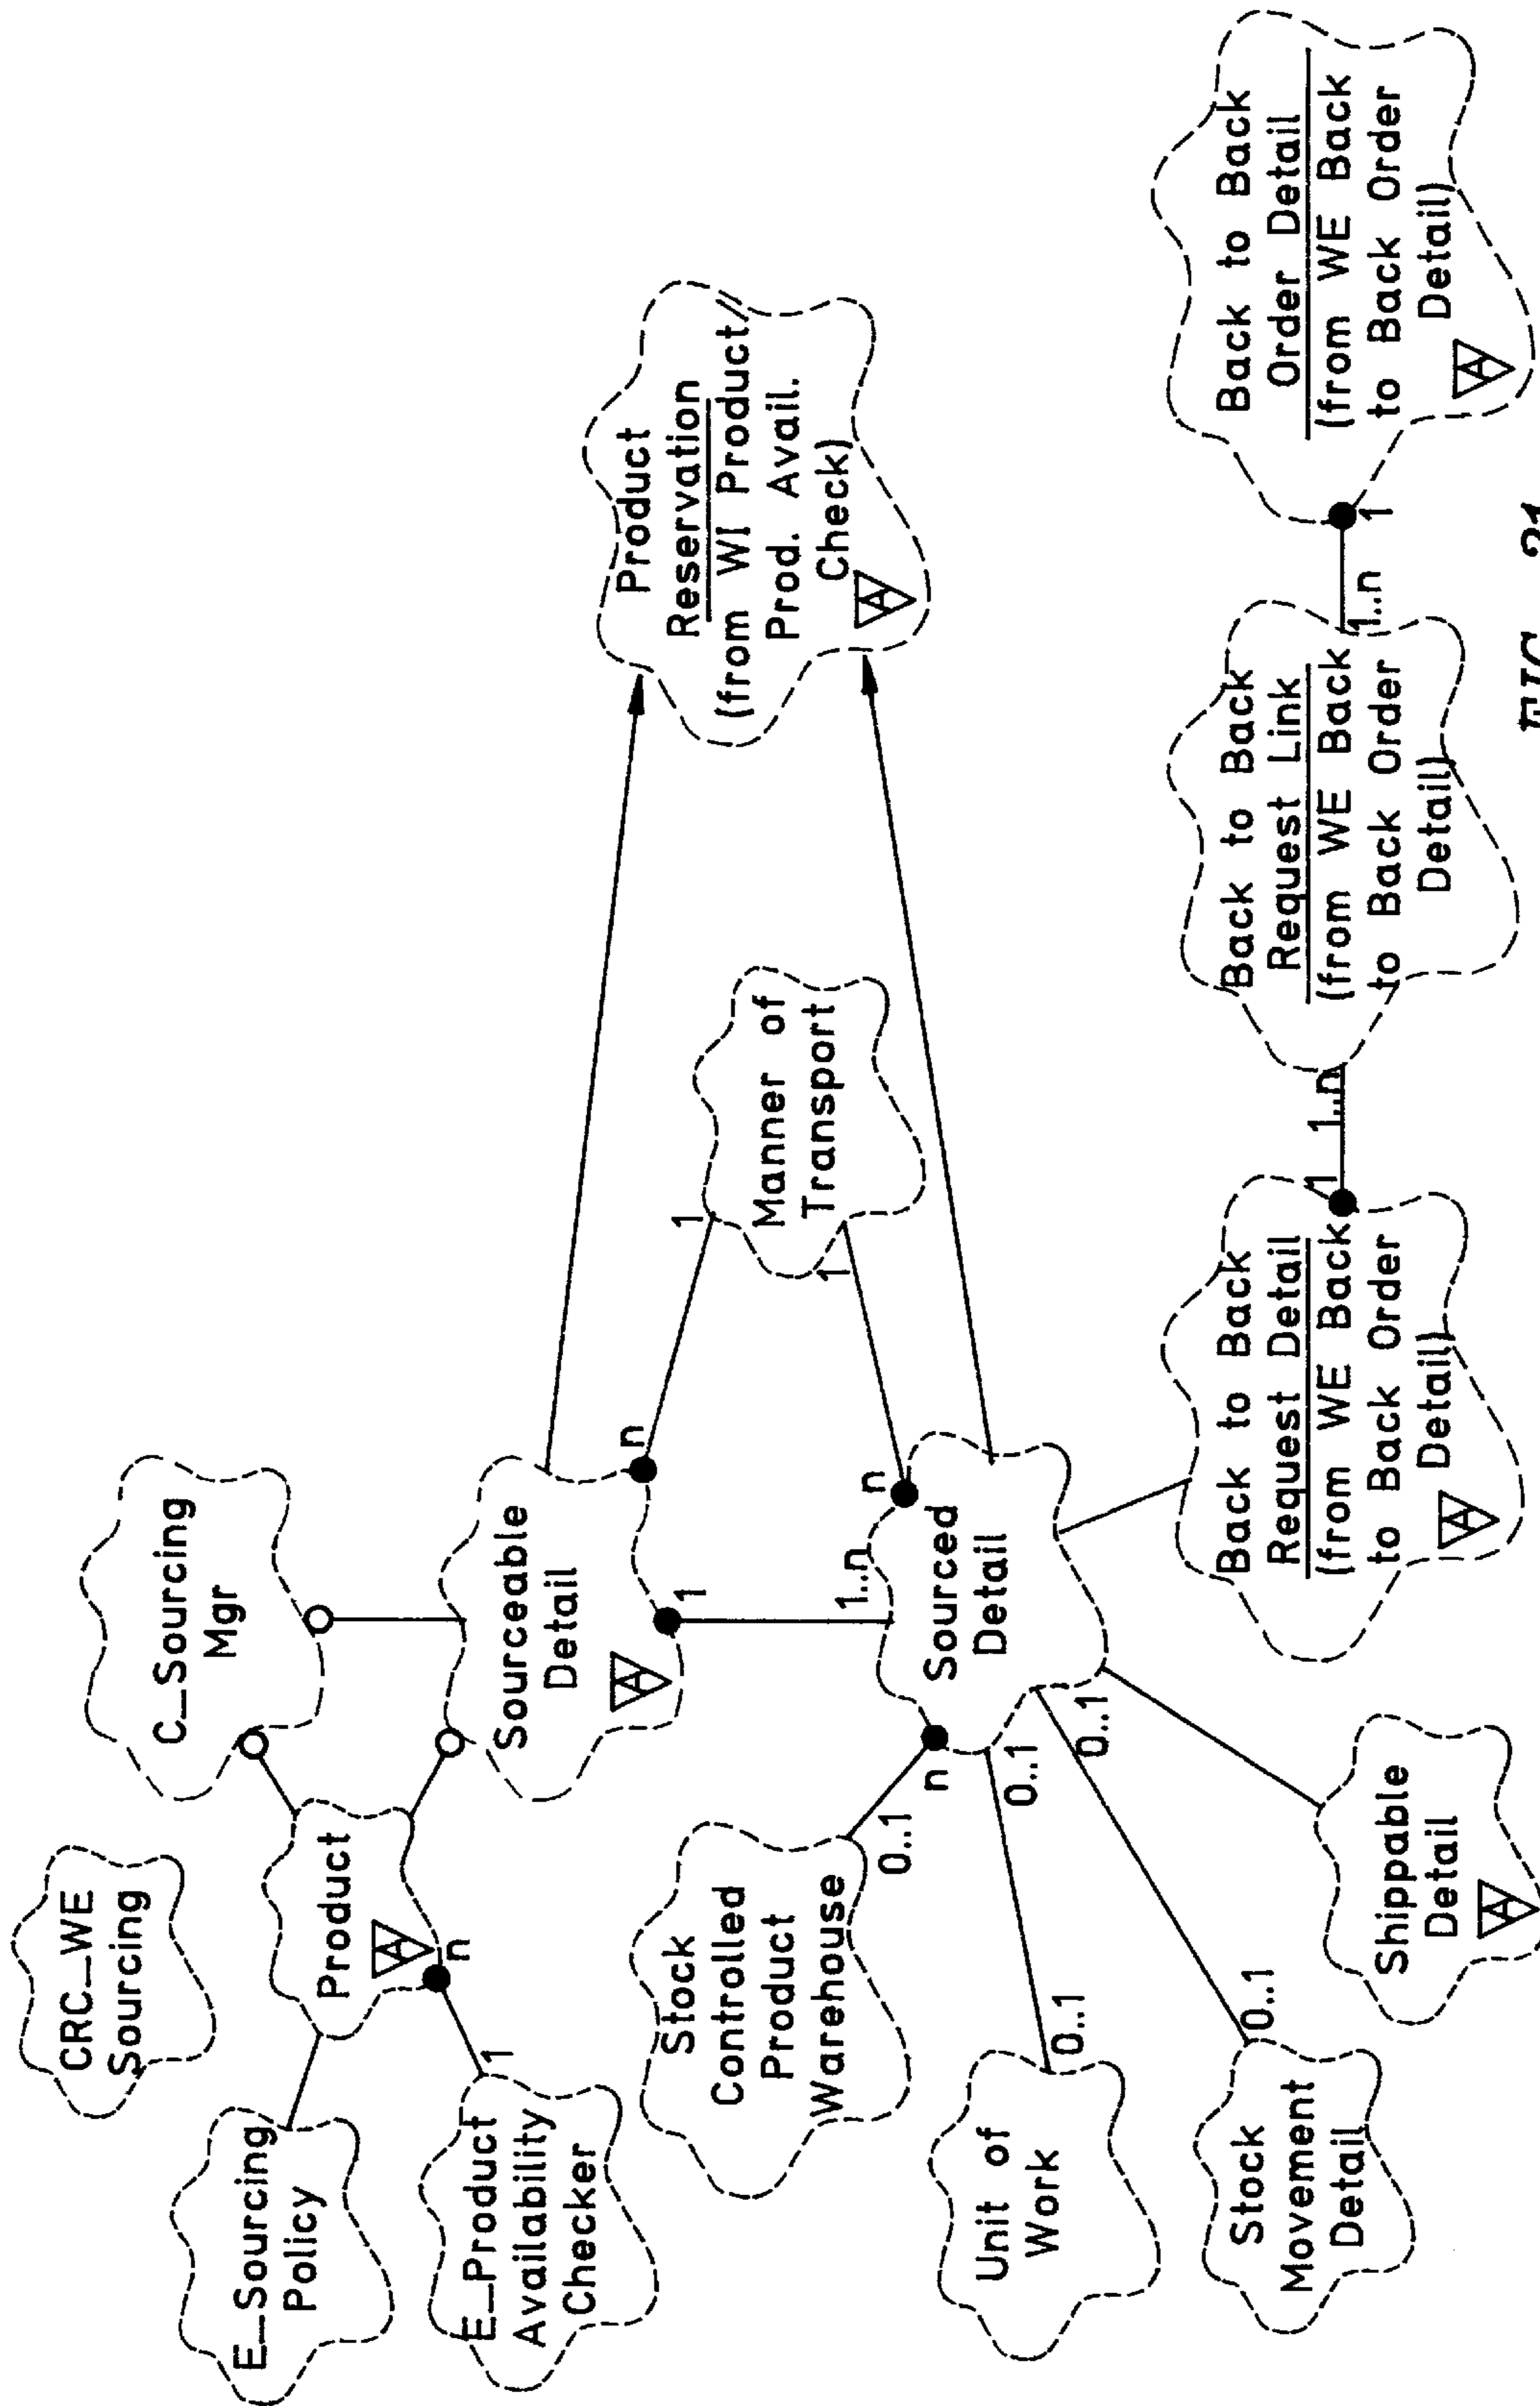 CRC_WE
Sourcing
C_Sourcing
Mgr
E_Sourcing
Policy
Product
A
n
1
E_Product
Availability
Checker
Sourceable
Detail
A
n
1
1
1..n
Manner of
Transport
1
n
Product
Reservation
(from WI Product/
Prod. Avail.
Check)
A
Stock
Controlled
Product
Warehouse
0..1
n
Sourced
Detail
Unit of
Work
0..1
0..1
Stock
Movement
Detail
0..1
0..1
Shippable
Detail
A
Back to Back
Request Detail
(from WE Back
to Back Order
Detail)
A
1
1..n
Back to Back
Request Link
(from WE Back
to Back Order
Detail)
1..n
1
Back to Back
Order Detail
(from WE Back
to Back Order
Detail)
A